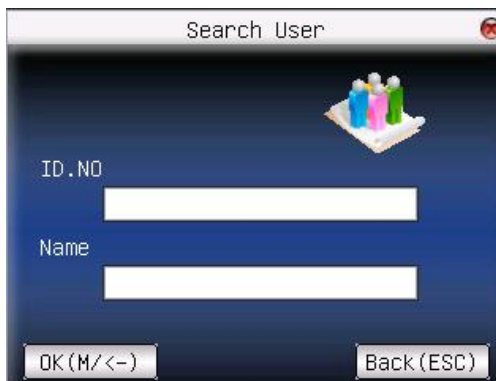 Search User
ID.NO
Name
OK(M/<-)
Back(ESC)